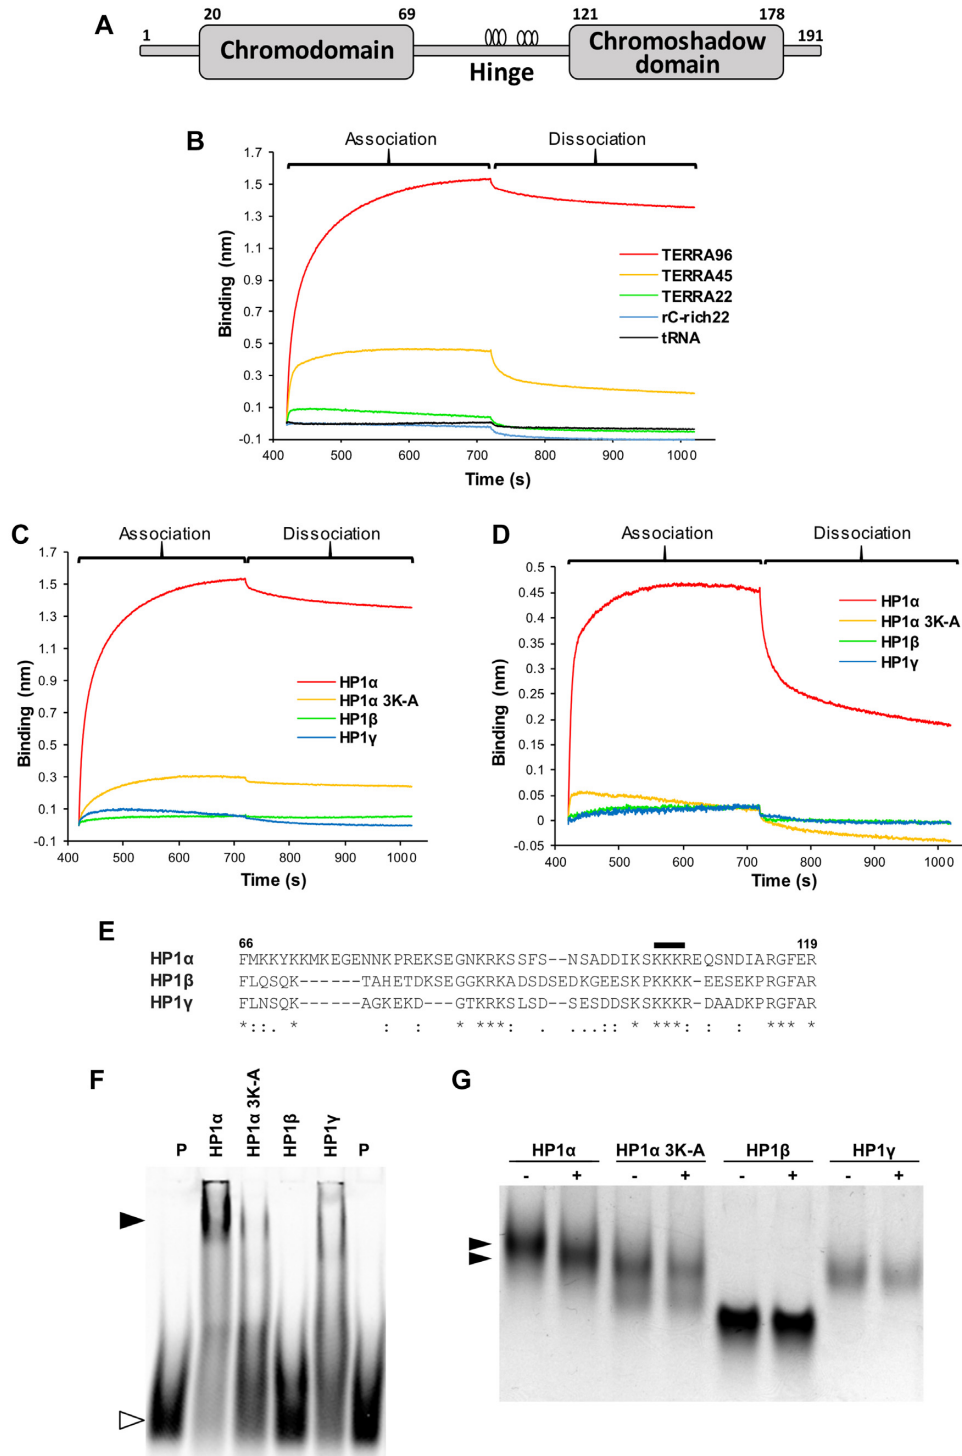 A
1
20
69
121
178
191
Chromodomain
Hinge
Chromoshadow
domain
B
Association
Dissociation
1.7
1.5
1.3
1.1
0.9
0.7
0.5
0.3
0.1
-0.1
Binding (nm)
400
600
700
800
900
1000
Time (s)
TERRA96
TERRA45
TERRA22
rC-rich22
tRNA
C
Association
Dissociation
1.7
1.5
1.3
1.1
0.9
0.7
0.5
0.3
0.1
-0.1
Binding (nm)
400
500
600
700
800
900
1000
Time (s)
HP1α
HP1α 3K-A
HP1β
HP1γ
D
Association
Dissociation
0.5
0.45
0.4
0.35
0.3
0.25
0.2
0.15
0.1
0.05
0
-0.05
Binding (nm)
400
500
600
700
800
900
1000
Time (s)
HP1α
HP1α 3K-A
HP1β
HP1γ
E
66 119
HP1α FMKKYKKMKEGENNKPREKSEGNKRKSSFS--NSADDIKSKKKREQSNDIARGFER
HP1β FLQSQK------TAHETDKSEGGKRKADSDSEDKGEESKPKKKK-EESEKPRGFAR
HP1γ FLNSQK------AGKEKD---GTKRKSLSD-SESDDSKSKKKR-DAADKPRGFAR
*::. * : : * ***: . ...:: * ***: : : *** *
F
P
HP1α
HP1α 3K-A
HP1β
HP1γ
P
G
HP1α HP1α 3K-A HP1β HP1γ
- + - + - + - +